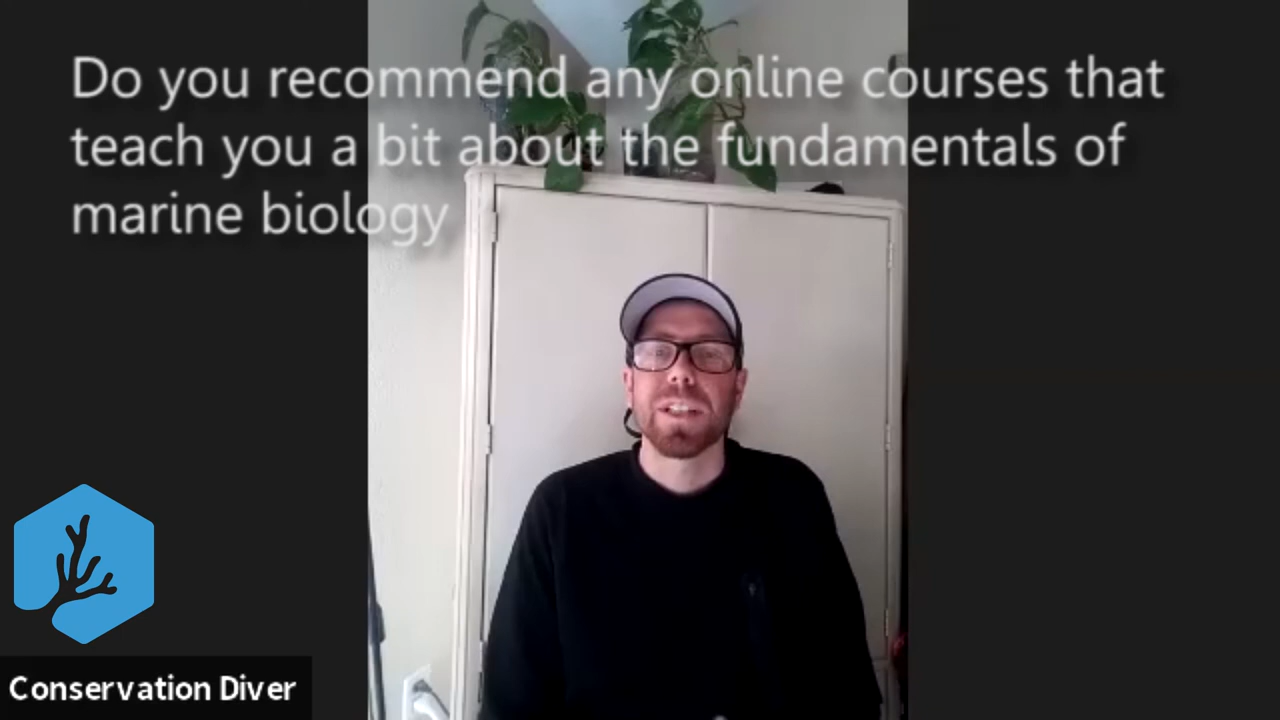 Do you recommend any online courses that
teach you a bit about the fundamentals of
marine biology
Conservation Diver